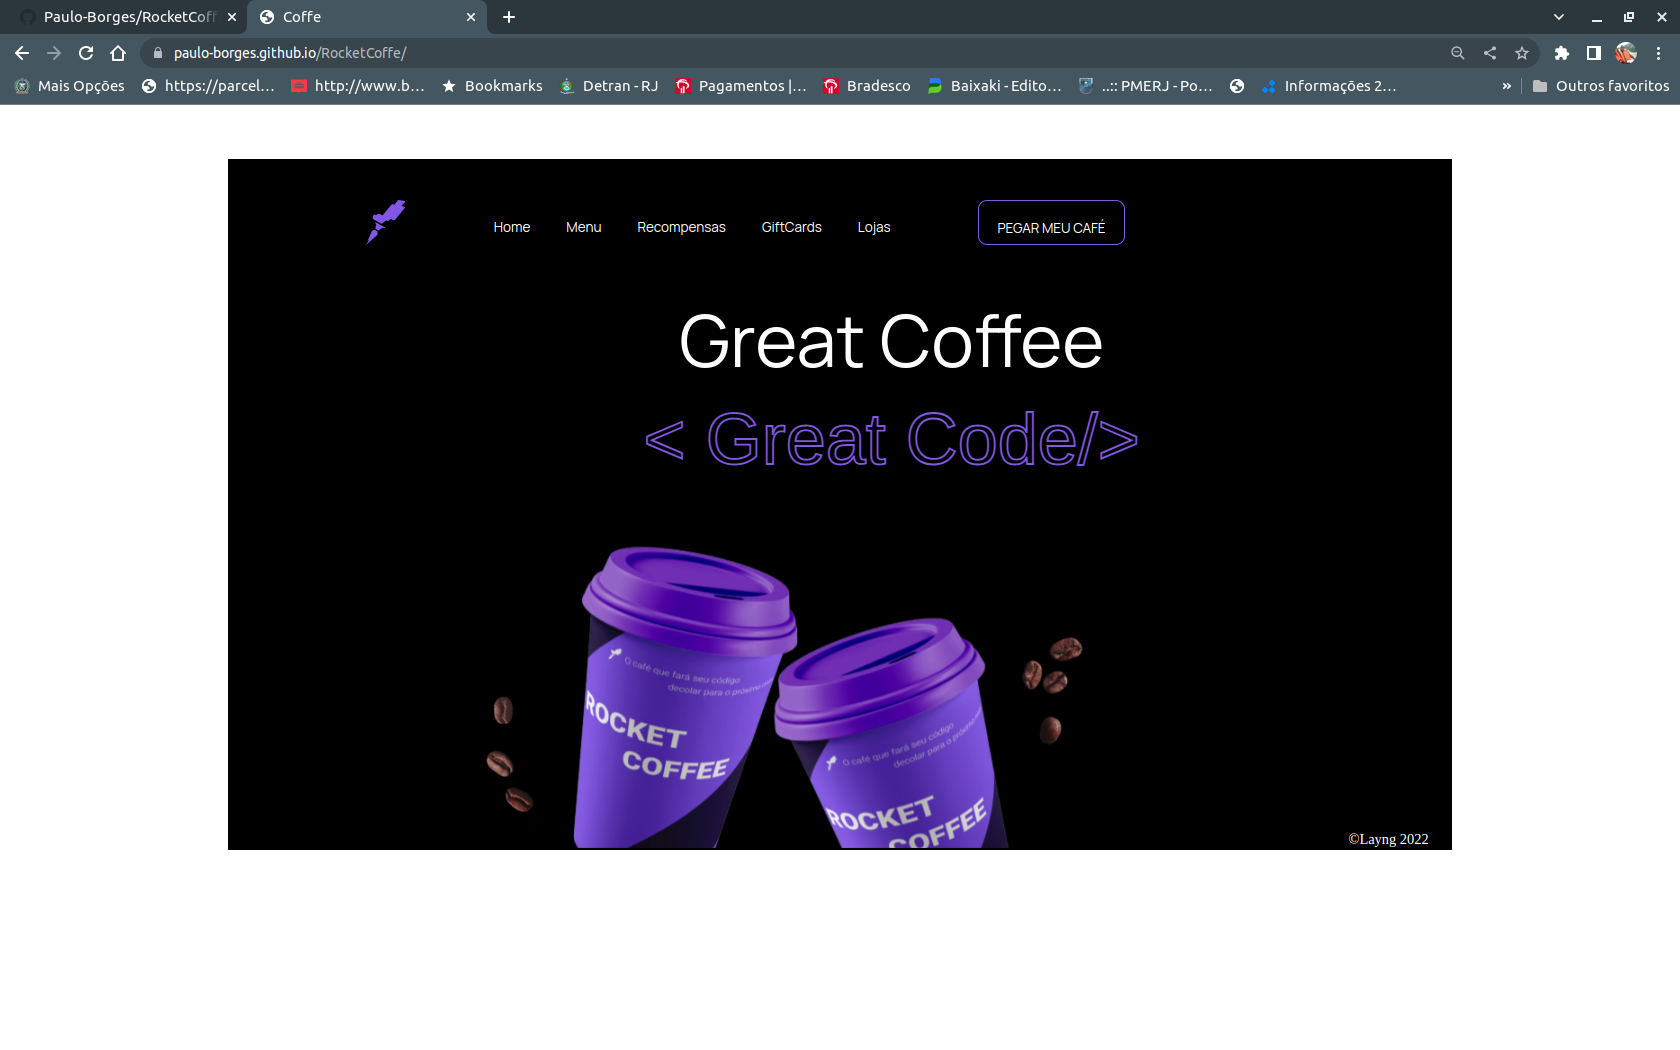 Paulo-Borges/RocketCoff
Coffe
paulo-borges.github.io/RocketCoffe/
Mais Opções
https://parcel...
http://www.b...
Bookmarks
Detran - RJ
Pagamentos |...
Bradesco
Baixaki - Edito...
..:: PMERJ - Po...
Informações 2...
»
Outros favoritos
Home
Menu
Recompensas
GiftCards
Lojas
PEGAR MEU CAFÉ
Great Coffee
< Great Code/>
O café que fará seu código
decolar para o próximo
ROCKET
COFFEE
O café que fará seu código
decolar para o próximo
ROCKET
COFFEE
©Layng 2022